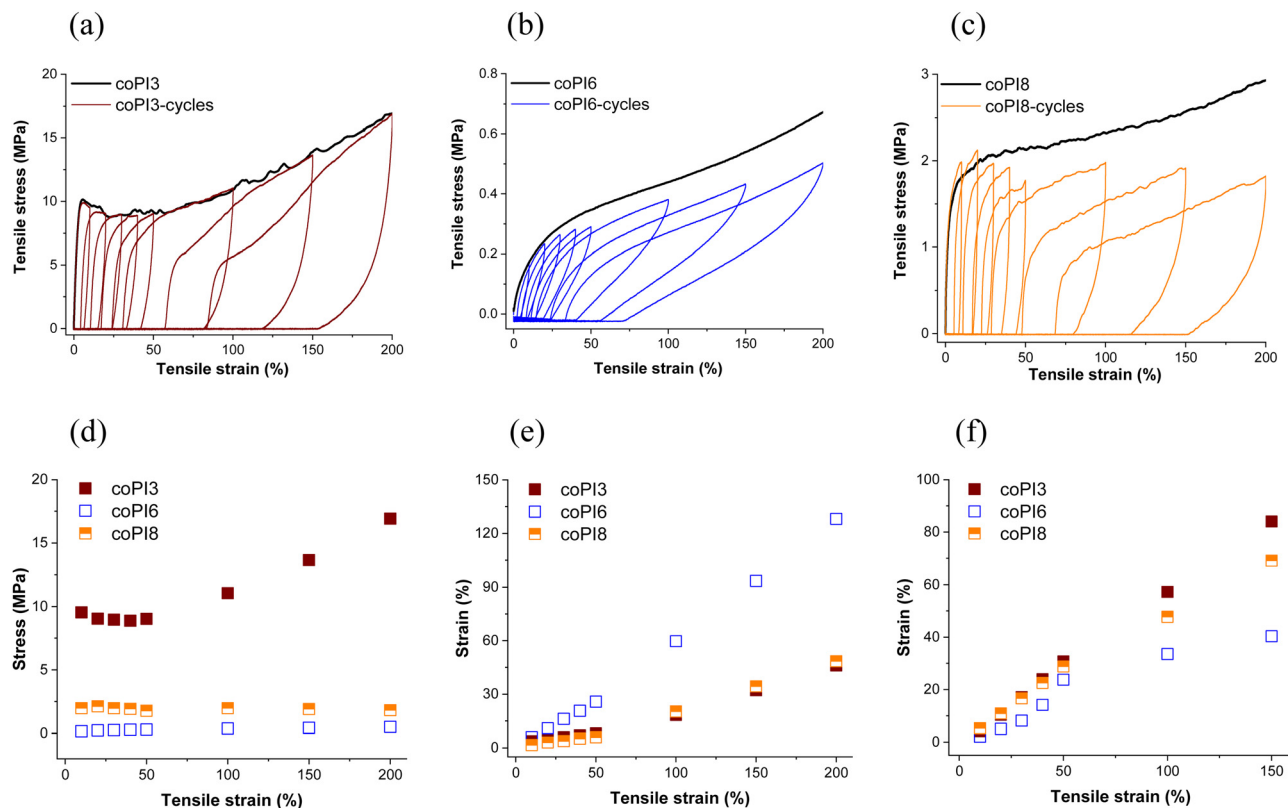 (a)
coPI3
coPI3-cycles
Tensile stress (MPa)
20
15
10
5
0
0 50 100 150 200
Tensile strain (%)
(b)
coPI6
coPI6-cycles
Tensile stress (MPa)
0.8
0.6
0.4
0.2
0.0
0 50 100 150 200
Tensile strain (%)
(c)
coPI8
coPI8-cycles
Tensile stress (MPa)
3
2
1
0
0 50 100 150 200
Tensile strain (%)
(d)
coPI3
coPI6
coPI8
Stress (MPa)
20
15
10
5
0
0 50 100 150 200
Tensile strain (%)
(e)
coPI3
coPI6
coPI8
Strain (%)
150
120
90
60
30
0
0 50 100 150 200
Tensile strain (%)
(f)
coPI3
coPI6
coPI8
Strain (%)
100
80
60
40
20
0
0 50 100 150
Tensile strain (%)